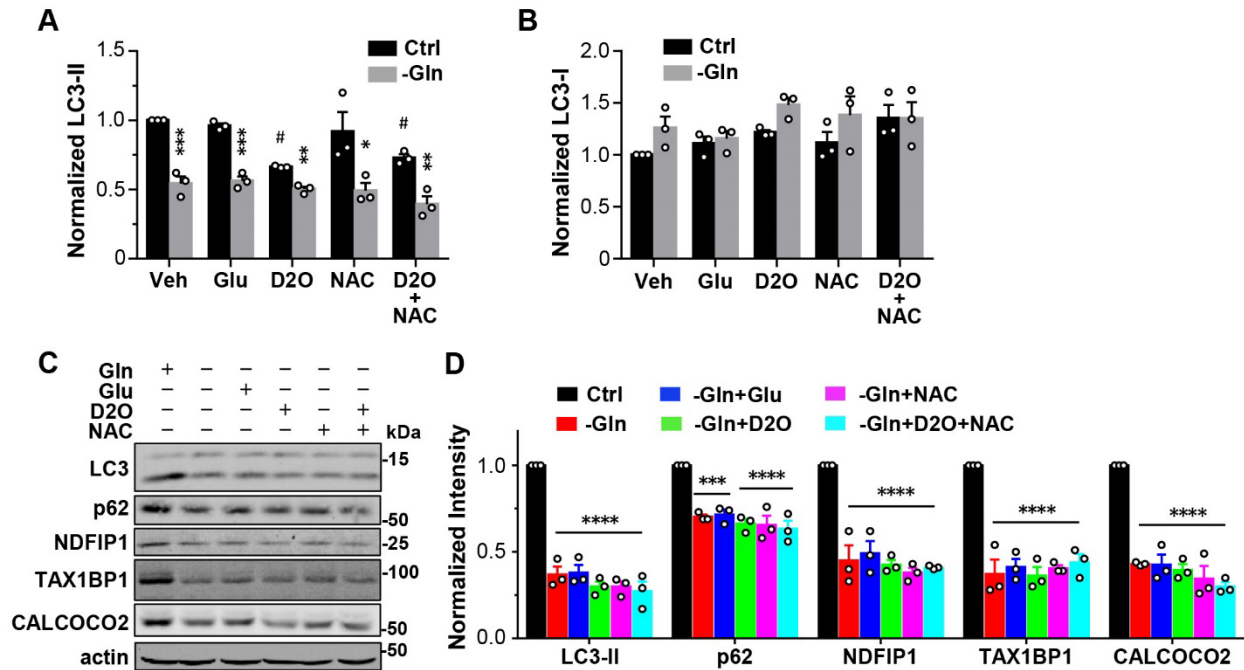 A
Normalized LC3-II
1.5
1.0
0.5
0
Ctrl
-Gln
***
***
#
**
*
#
**
Veh Glu D2O NAC D2O
+
NAC
B
Normalized LC3-I
2.0
1.5
1.0
0.5
0
Ctrl
-Gln
Veh Glu D2O NAC D2O
+
NAC
C
Gln + – – – – –
Glu – – + – – –
D2O – – – + – +
NAC – – – – + + kDa
LC3 -15
p62 -50
NDFIP1 -25
TAX1BP1 -100
CALCOCO2 -50
actin -50
D
Ctrl -Gln+Glu -Gln+NAC
-Gln -Gln+D2O -Gln+D2O+NAC
Normalized Intensity
1.0
0.5
0.0
**** *** **** **** **** ****
LC3-II p62 NDFIP1 TAX1BP1 CALCOCO2